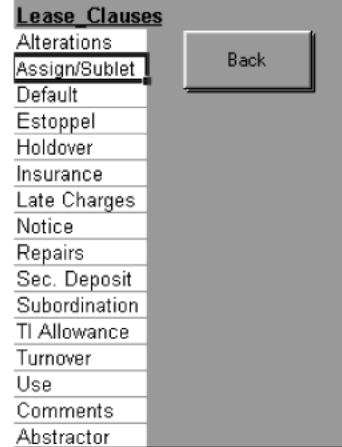 Lease_Clauses
Alterations
Back
Assign/Sublet
Default
Estoppel
Holdover
Insurance
Late Charges
Notice
Repairs
Sec. Deposit
Subordination
TI Allowance
Turnover
Use
Comments
Abstractor